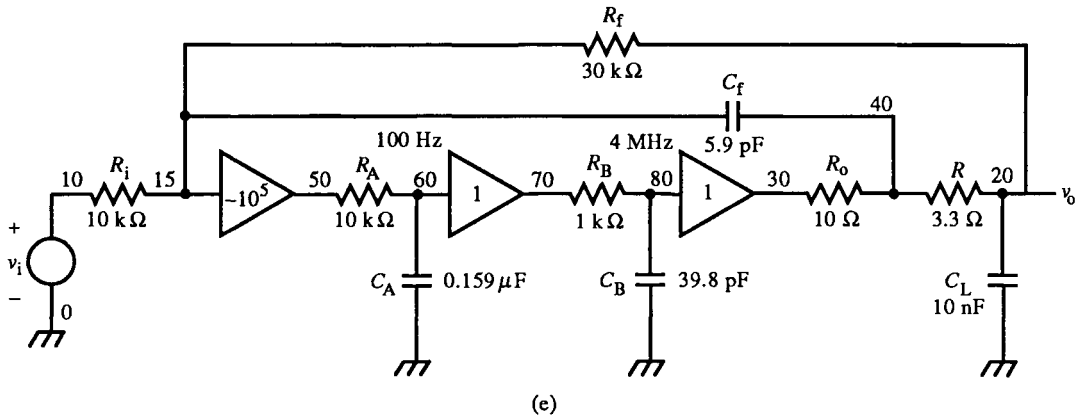 R_f
30 kΩ
C_f
40
5.9 pF
100 Hz
4 MHz
10
R_i
15
10 kΩ
~10^5
50
R_A
60
10 kΩ
1
70
R_B
80
1 kΩ
1
30
R_o
10 Ω
R
3.3 Ω
20
v_o
+
v_i
−
0
C_A
0.159 μF
C_B
39.8 pF
C_L
10 nF
(e)